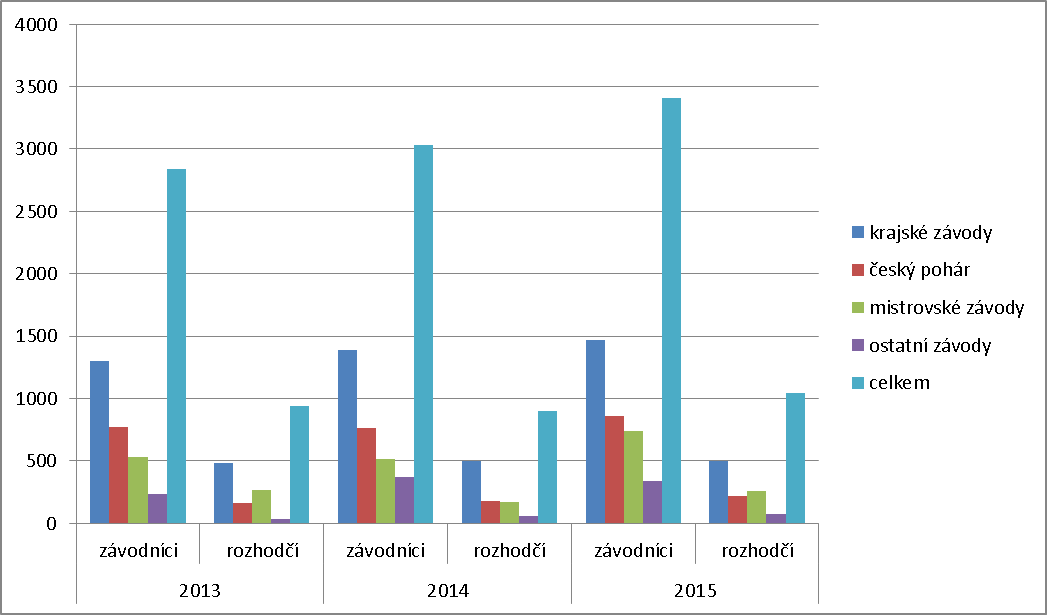 4000
3500
3000
2500
2000
1500
1000
500
0
závodníci rozhodčí závodníci rozhodčí závodníci rozhodčí
2013 2014 2015
krajské závody
český pohár
mistrovské závody
ostatní závody
celkem